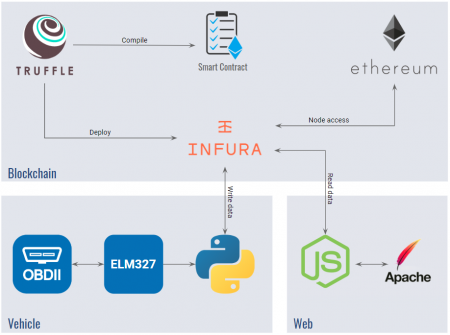 Compile
TRUFFLE
Smart Contract
ethereum
Deploy
Node access
INFURA
Blockchain
Write data
Read data
OBDII
ELM327
JS
Apache
Vehicle
Web